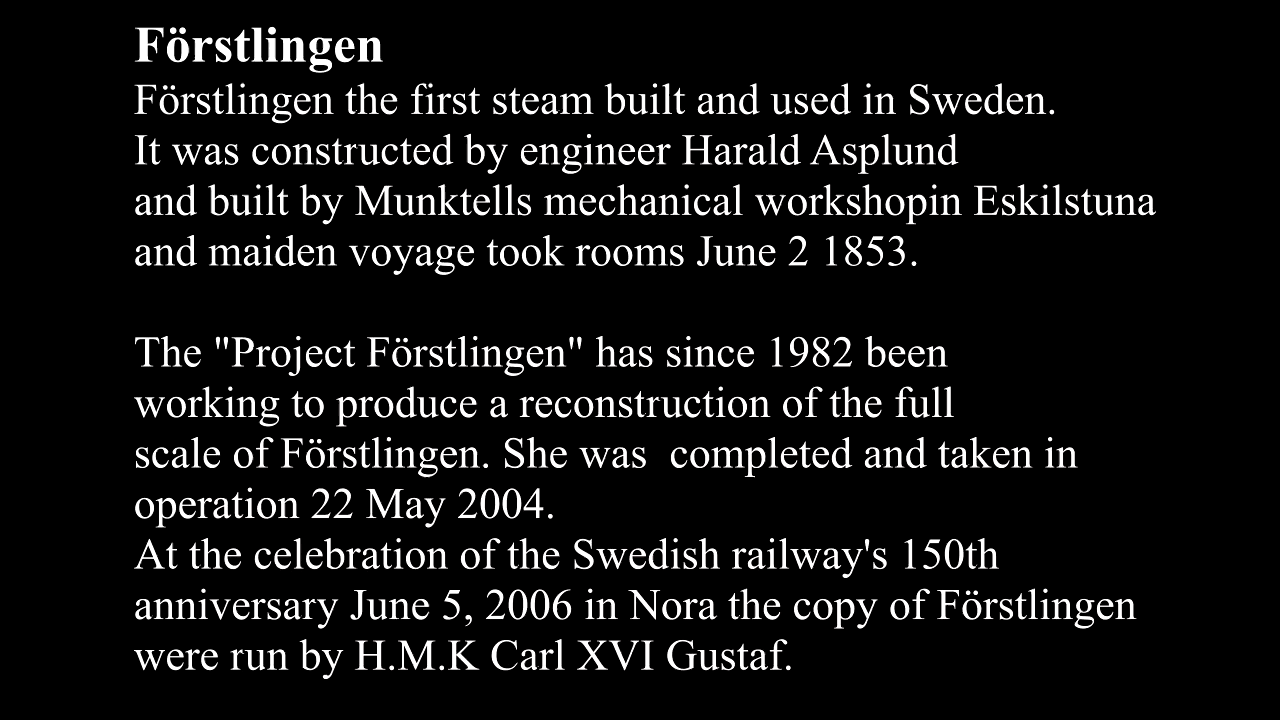 Förstlingen
Förstlingen the first steam built and used in Sweden.
It was constructed by engineer Harald Asplund
and built by Munktells mechanical workshopin Eskilstuna
and maiden voyage took rooms June 2 1853.
The "Project Förstlingen" has since 1982 been
working to produce a reconstruction of the full
scale of Förstlingen. She was  completed and taken in
operation 22 May 2004.
At the celebration of the Swedish railway's 150th
anniversary June 5, 2006 in Nora the copy of Förstlingen
were run by H.M.K Carl XVI Gustaf.